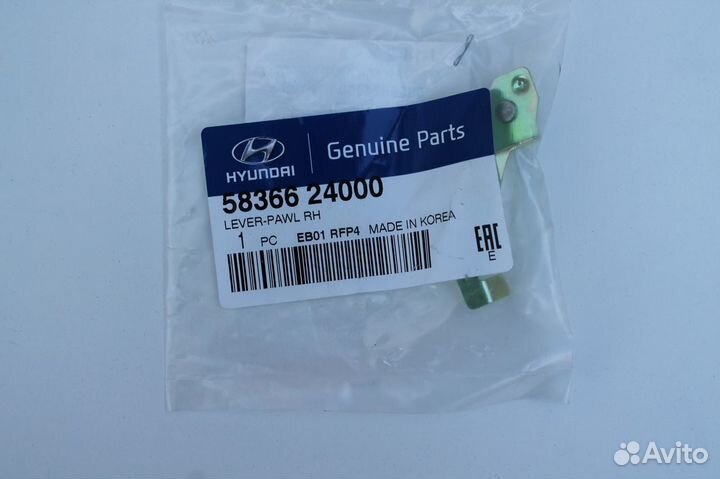 HYUNDAI
Genuine Parts
58366 24000
LEVER-PAWL RH
1 PC EB01 RFP4 MADE IN KOREA
EAC
E
Avito